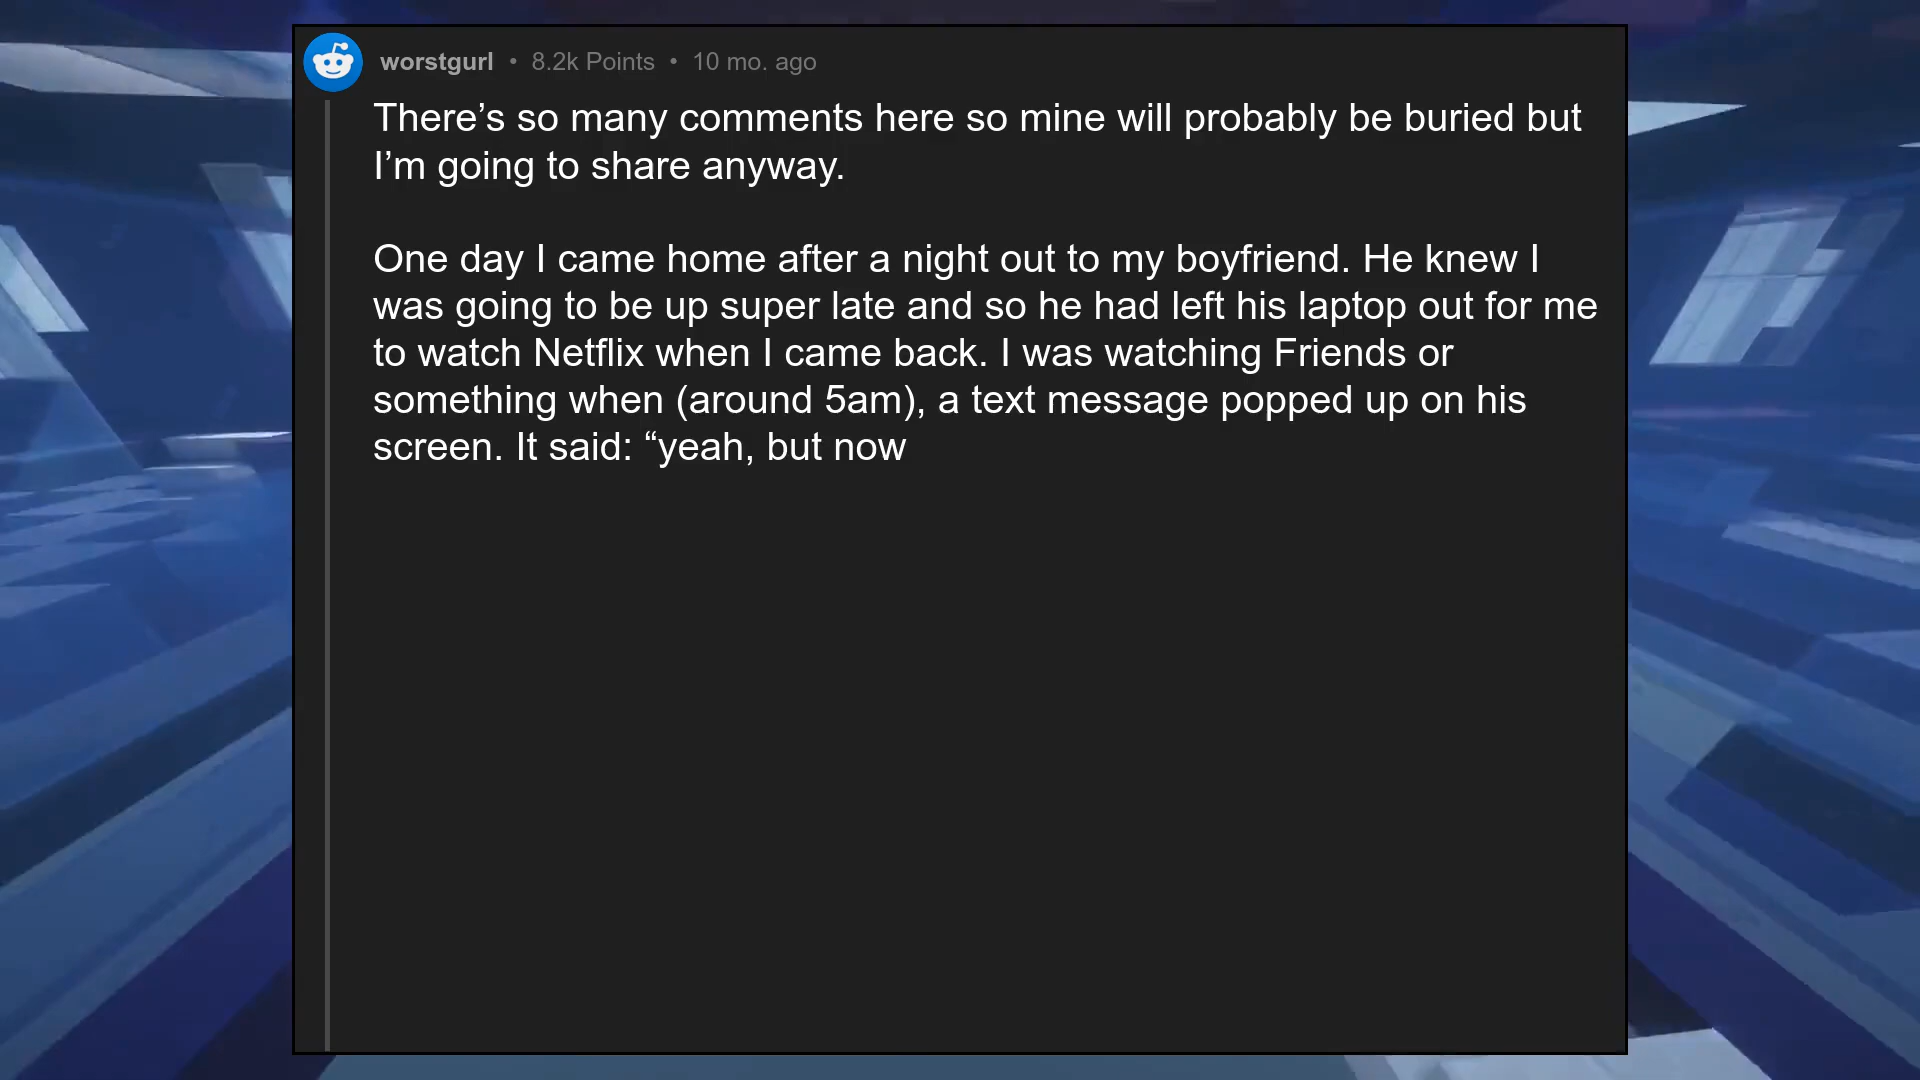 worstgurl • 8.2k Points • 10 mo. ago
There’s so many comments here so mine will probably be buried but
I’m going to share anyway.
One day I came home after a night out to my boyfriend. He knew I
was going to be up super late and so he had left his laptop out for me
to watch Netflix when I came back. I was watching Friends or
something when (around 5am), a text message popped up on his
screen. It said: “yeah, but now